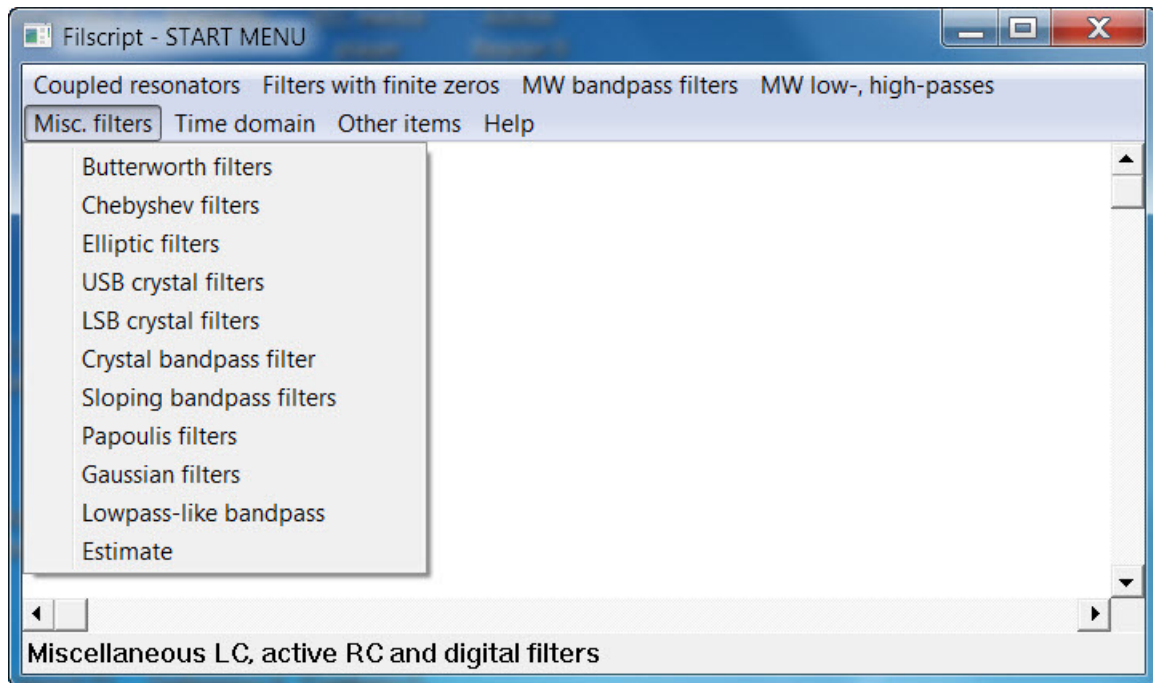 Filscript - START MENU
Coupled resonators Filters with finite zeros MW bandpass filters MW low-, high-passes
Misc. filters Time domain Other items Help
Butterworth filters
Chebyshev filters
Elliptic filters
USB crystal filters
LSB crystal filters
Crystal bandpass filter
Sloping bandpass filters
Papoulis filters
Gaussian filters
Lowpass-like bandpass
Estimate
Miscellaneous LC, active RC and digital filters